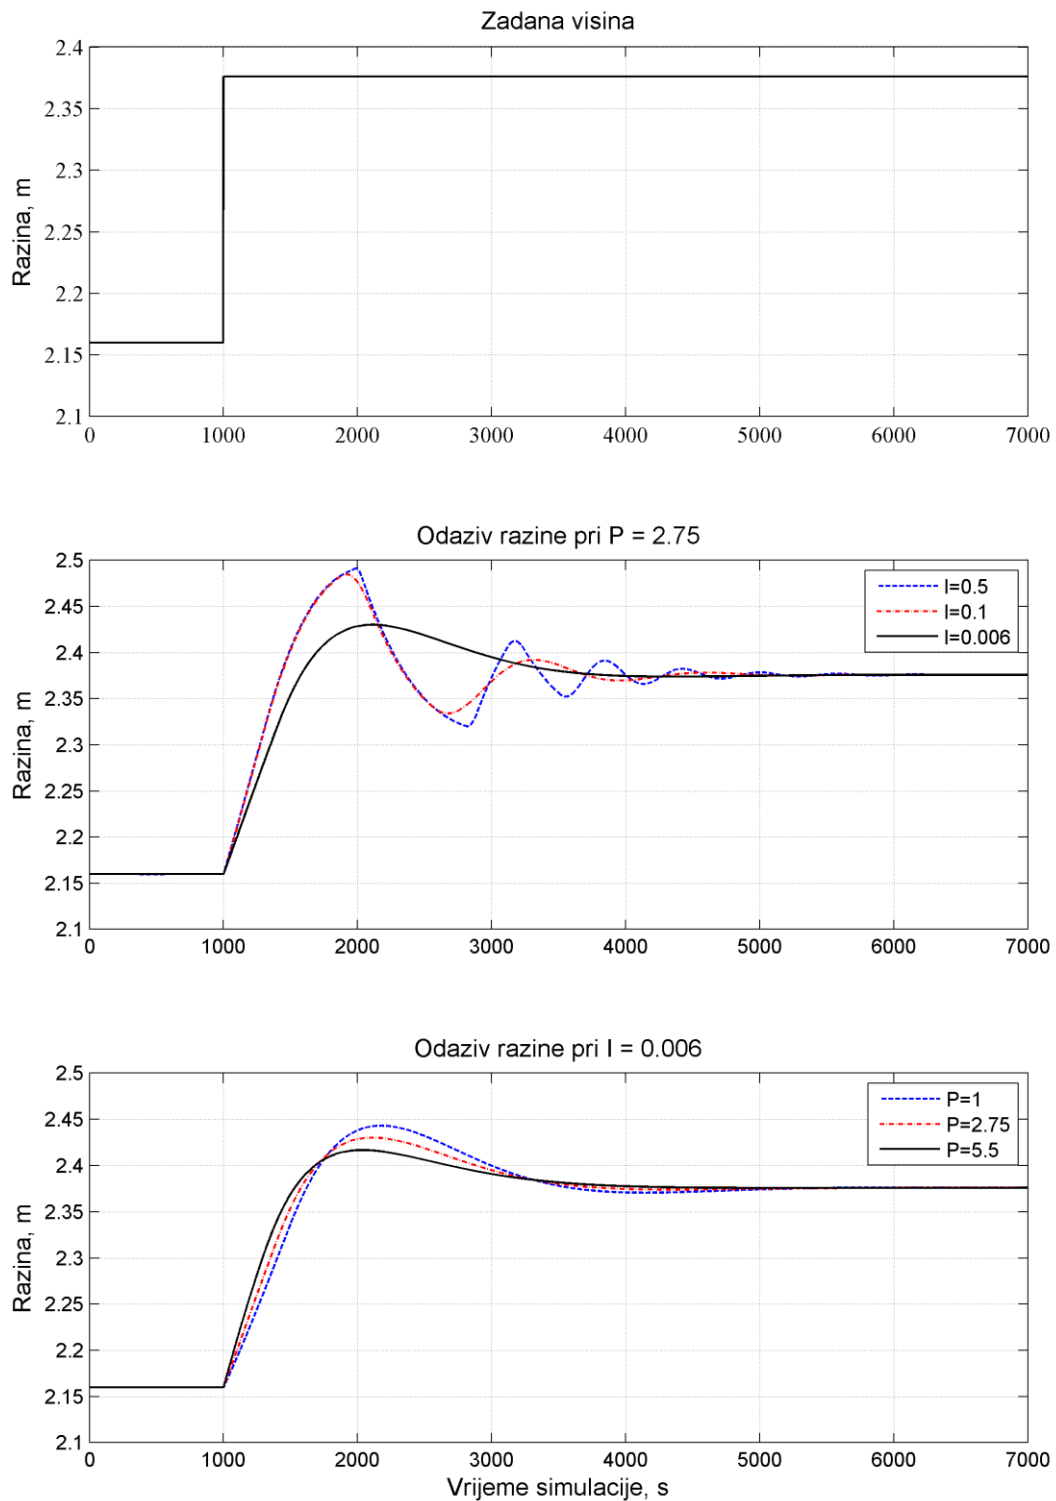 Zadana visina
2.4
2.35
2.3
2.25
2.2
2.15
2.1
Razina, m
0 1000 2000 3000 4000 5000 6000 7000
Odaziv razine pri P = 2.75
2.5
2.45
2.4
2.35
2.3
2.25
2.2
2.15
2.1
Razina, m
I=0.5
I=0.1
I=0.006
0 1000 2000 3000 4000 5000 6000 7000
Odaziv razine pri I = 0.006
2.5
2.45
2.4
2.35
2.3
2.25
2.2
2.15
2.1
Razina, m
P=1
P=2.75
P=5.5
0 1000 2000 3000 4000 5000 6000 7000
Vrijeme simulacije, s